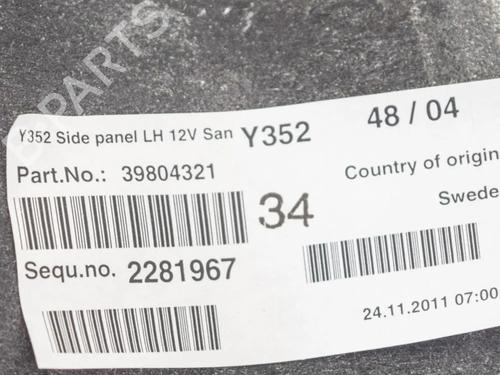 Y352 Side panel LH 12V San Y352 48 / 04
Part.No.: 39804321
34
Country of origin
Swede
Sequ.no. 2281967
24.11.2011 07:00